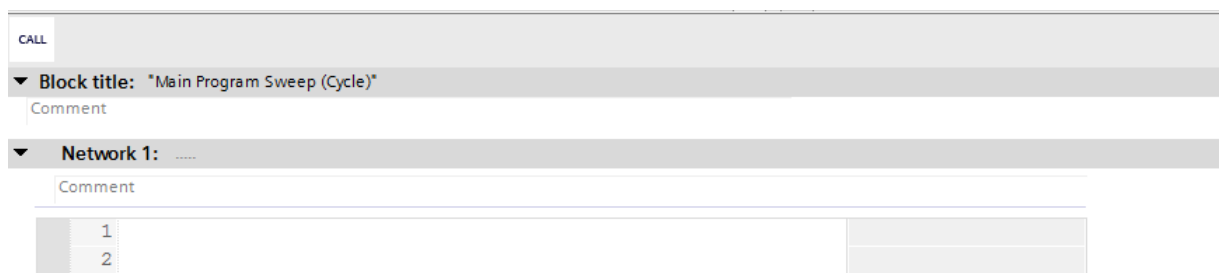 CALL
Block title: "Main Program Sweep (Cycle)"
Comment
Network 1: .....
Comment
1
2